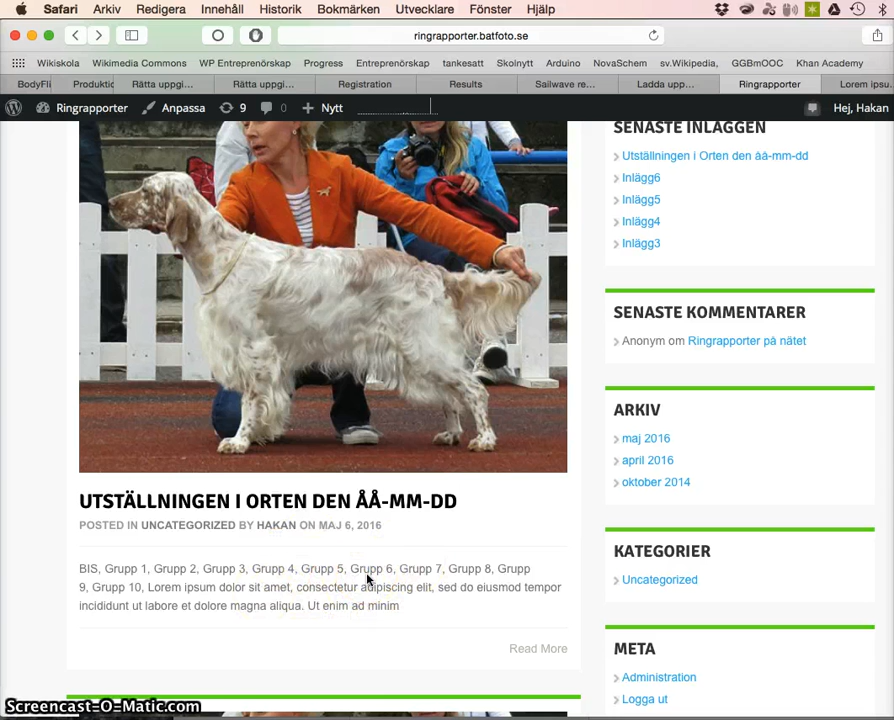 Safari Arkiv Redigera Innehåll Historik Bokmärken Utvecklare Fönster Hjälp
ringrapporter.batfoto.se
Wikiskola Wikimedia Commons WP Entreprenörskap Progress Entreprenörskap tankesatt Skolnytt Arduino NovaSchem sv.Wikipedia, GGBmOOC Khan Academy
BodyFli Produktic Rätta uppgi... Rätta uppgi... Registration Results Sailwave re... Ladda upp... Ringrapporter Lorem ipsu.
Ringrapporter Anpassa 9 0 Nytt Hej, Hakan
SENASTE INLÄGGEN
Utställningen i Orten den åå-mm-dd
Inlägg6
Inlägg5
Inlägg4
Inlägg3
SENASTE KOMMENTARER
Anonym om Ringrapporter på nätet
ARKIV
maj 2016
april 2016
oktober 2014
KATEGORIER
Uncategorized
META
Administration
Logga ut
UTSTÄLLNINGEN I ORTEN DEN ÅÅ-MM-DD
POSTED IN UNCATEGORIZED BY HAKAN ON MAJ 6, 2016
BIS, Grupp 1, Grupp 2, Grupp 3, Grupp 4, Grupp 5, Grupp 6, Grupp 7, Grupp 8, Grupp
9, Grupp 10, Lorem ipsum dolor sit amet, consectetur adipiscing elit, sed do eiusmod tempor
incididunt ut labore et dolore magna aliqua. Ut enim ad minim
Read More
Screencast-O-Matic.com